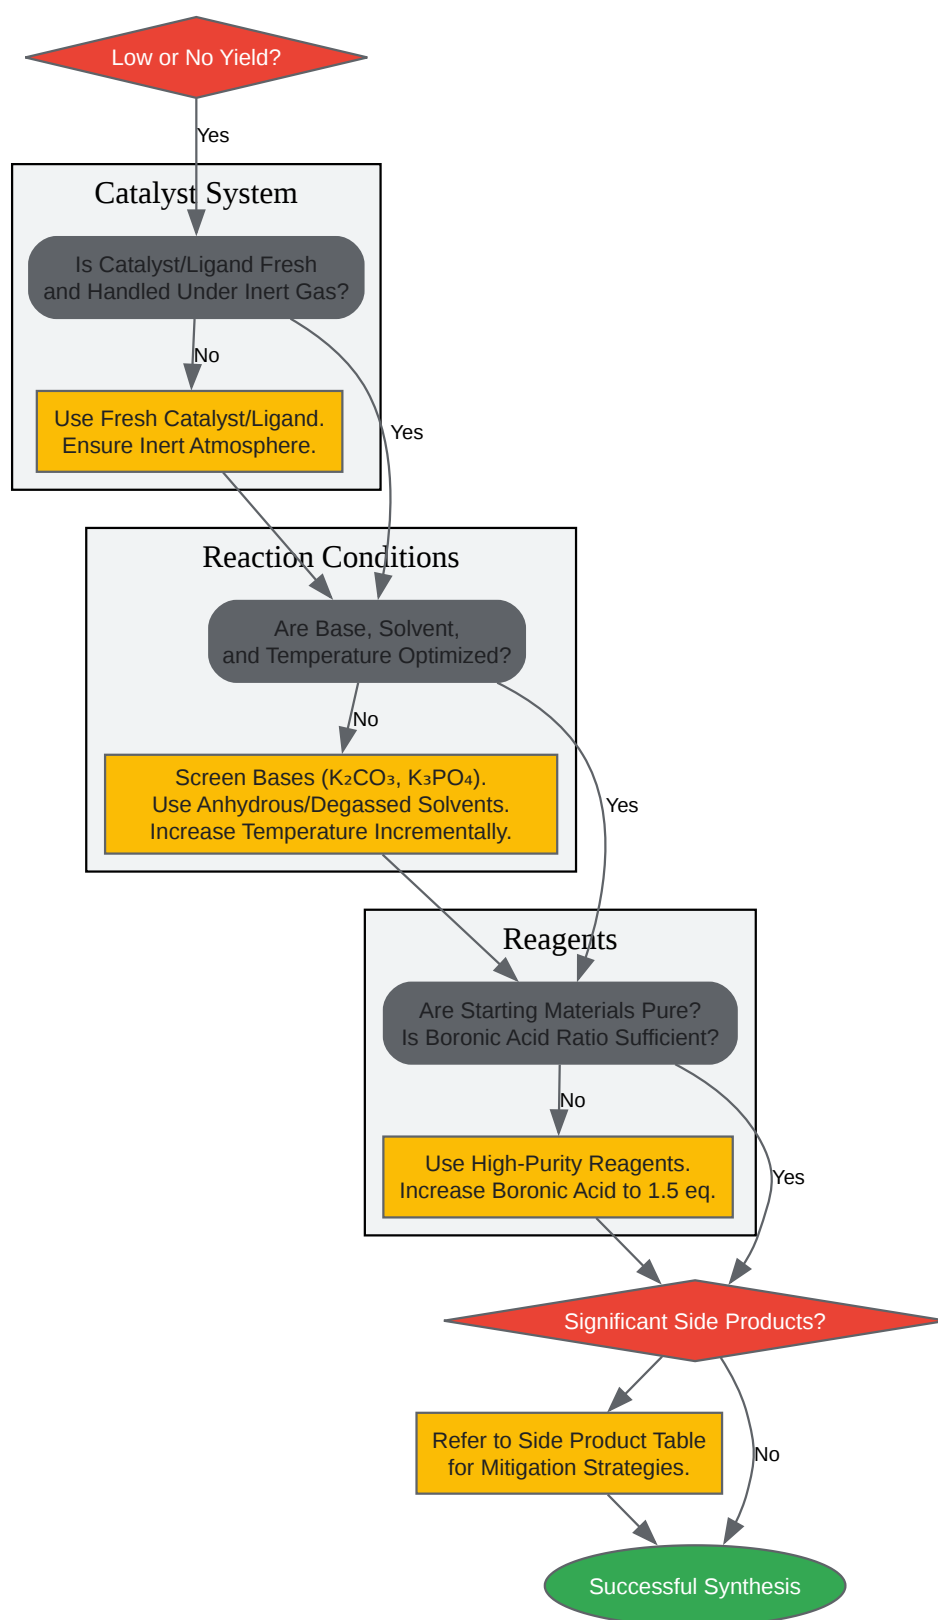 Low or No Yield?
Yes
Catalyst System
Is Catalyst/Ligand Fresh
and Handled Under Inert Gas?
No
Use Fresh Catalyst/Ligand.
Ensure Inert Atmosphere.
Yes
Reaction Conditions
Are Base, Solvent,
and Temperature Optimized?
No
Screen Bases (K₂CO₃, K₃PO₄).
Use Anhydrous/Degassed Solvents.
Increase Temperature Incrementally.
Yes
Reagents
Are Starting Materials Pure?
Is Boronic Acid Ratio Sufficient?
No
Use High-Purity Reagents.
Increase Boronic Acid to 1.5 eq.
Yes
Significant Side Products?
Refer to Side Product Table
for Mitigation Strategies.
No
Successful Synthesis